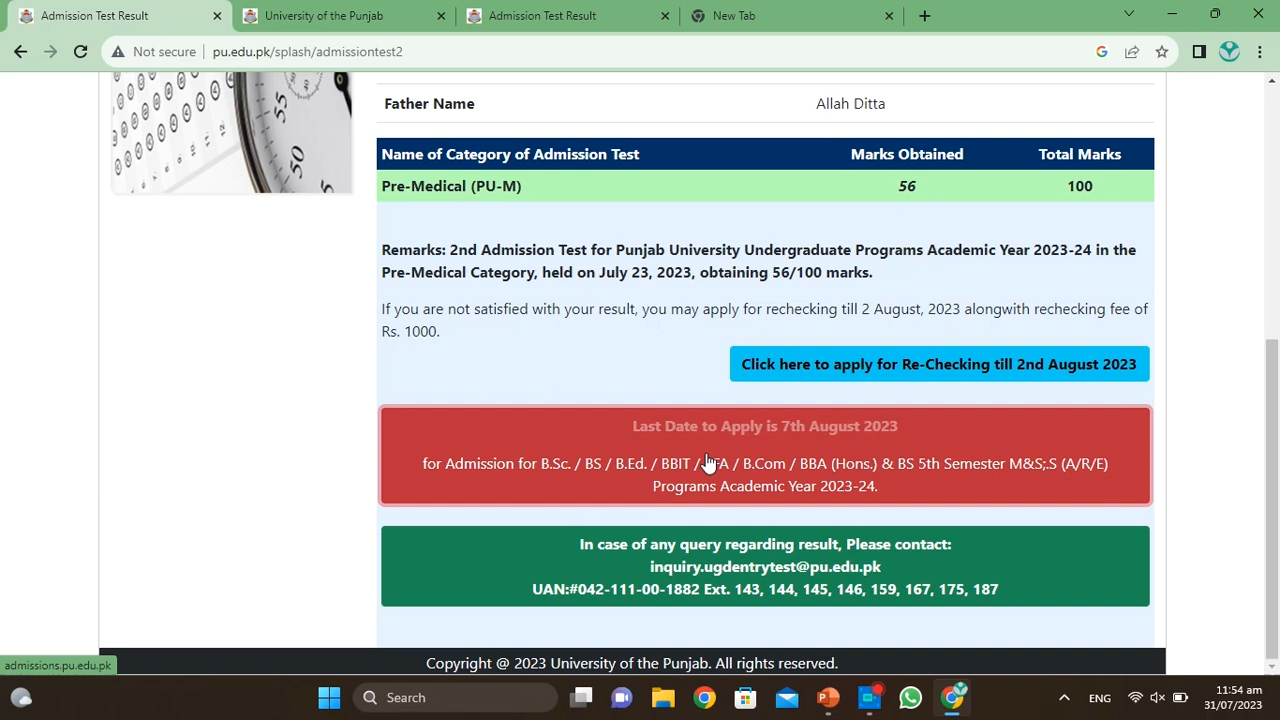 Admission Test Result
University of the Punjab
Admission Test Result
New Tab
Not secure
pu.edu.pk/splash/admissiontest2
Father Name Allah Ditta
Name of Category of Admission Test Marks Obtained Total Marks
Pre-Medical (PU-M) 56 100
Remarks: 2nd Admission Test for Punjab University Undergraduate Programs Academic Year 2023-24 in the
Pre-Medical Category, held on July 23, 2023, obtaining 56/100 marks.
If you are not satisfied with your result, you may apply for rechecking till 2 August, 2023 alongwith rechecking fee of
Rs. 1000.
Click here to apply for Re-Checking till 2nd August 2023
Last Date to Apply is 7th August 2023
for Admission for B.Sc. / BS / B.Ed. / BBIT / / B.Com / BBA (Hons.) & BS 5th Semester M&S;.S (A/R/E)
Programs Academic Year 2023-24.
In case of any query regarding result, Please contact:
inquiry.ugdentrytest@pu.edu.pk
UAN:#042-111-00-1882 Ext. 143, 144, 145, 146, 159, 167, 175, 187
admissions.pu.edu.pk
Copyright @ 2023 University of the Punjab. All rights reserved.
Search
ENG
11:54 am
31/07/2023